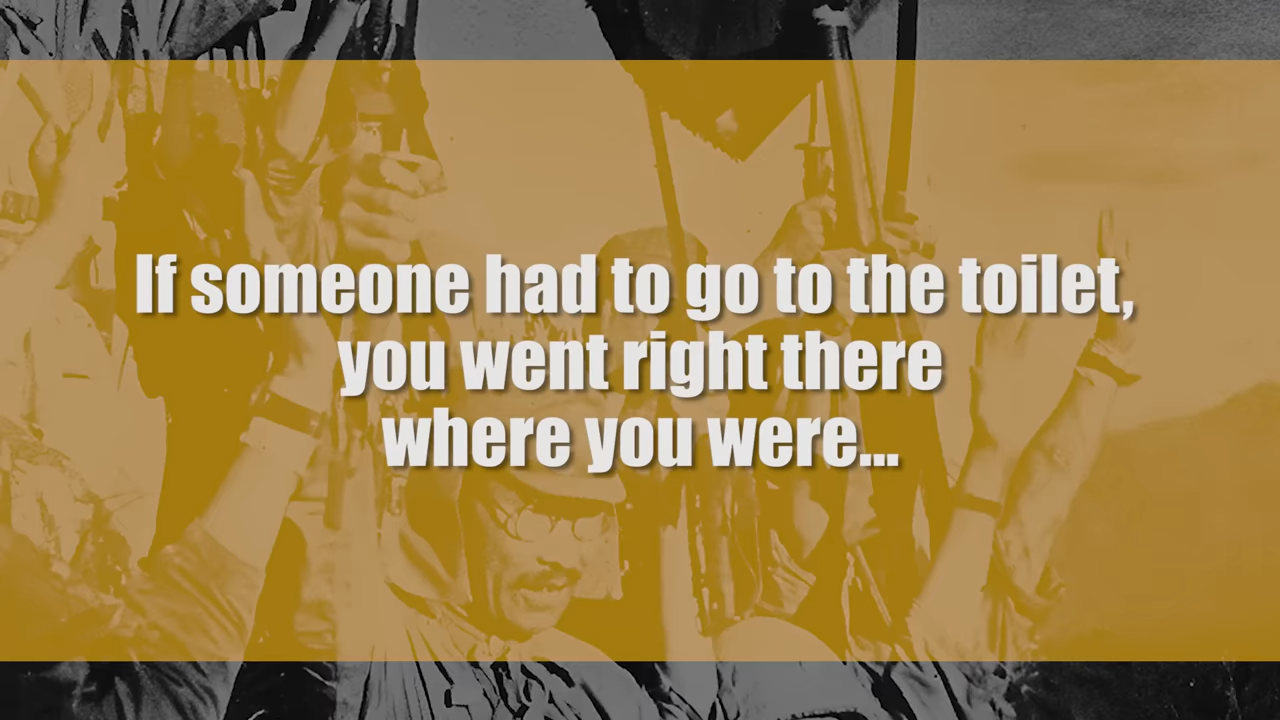 If someone had to go to the toilet,
you went right there
where you were...